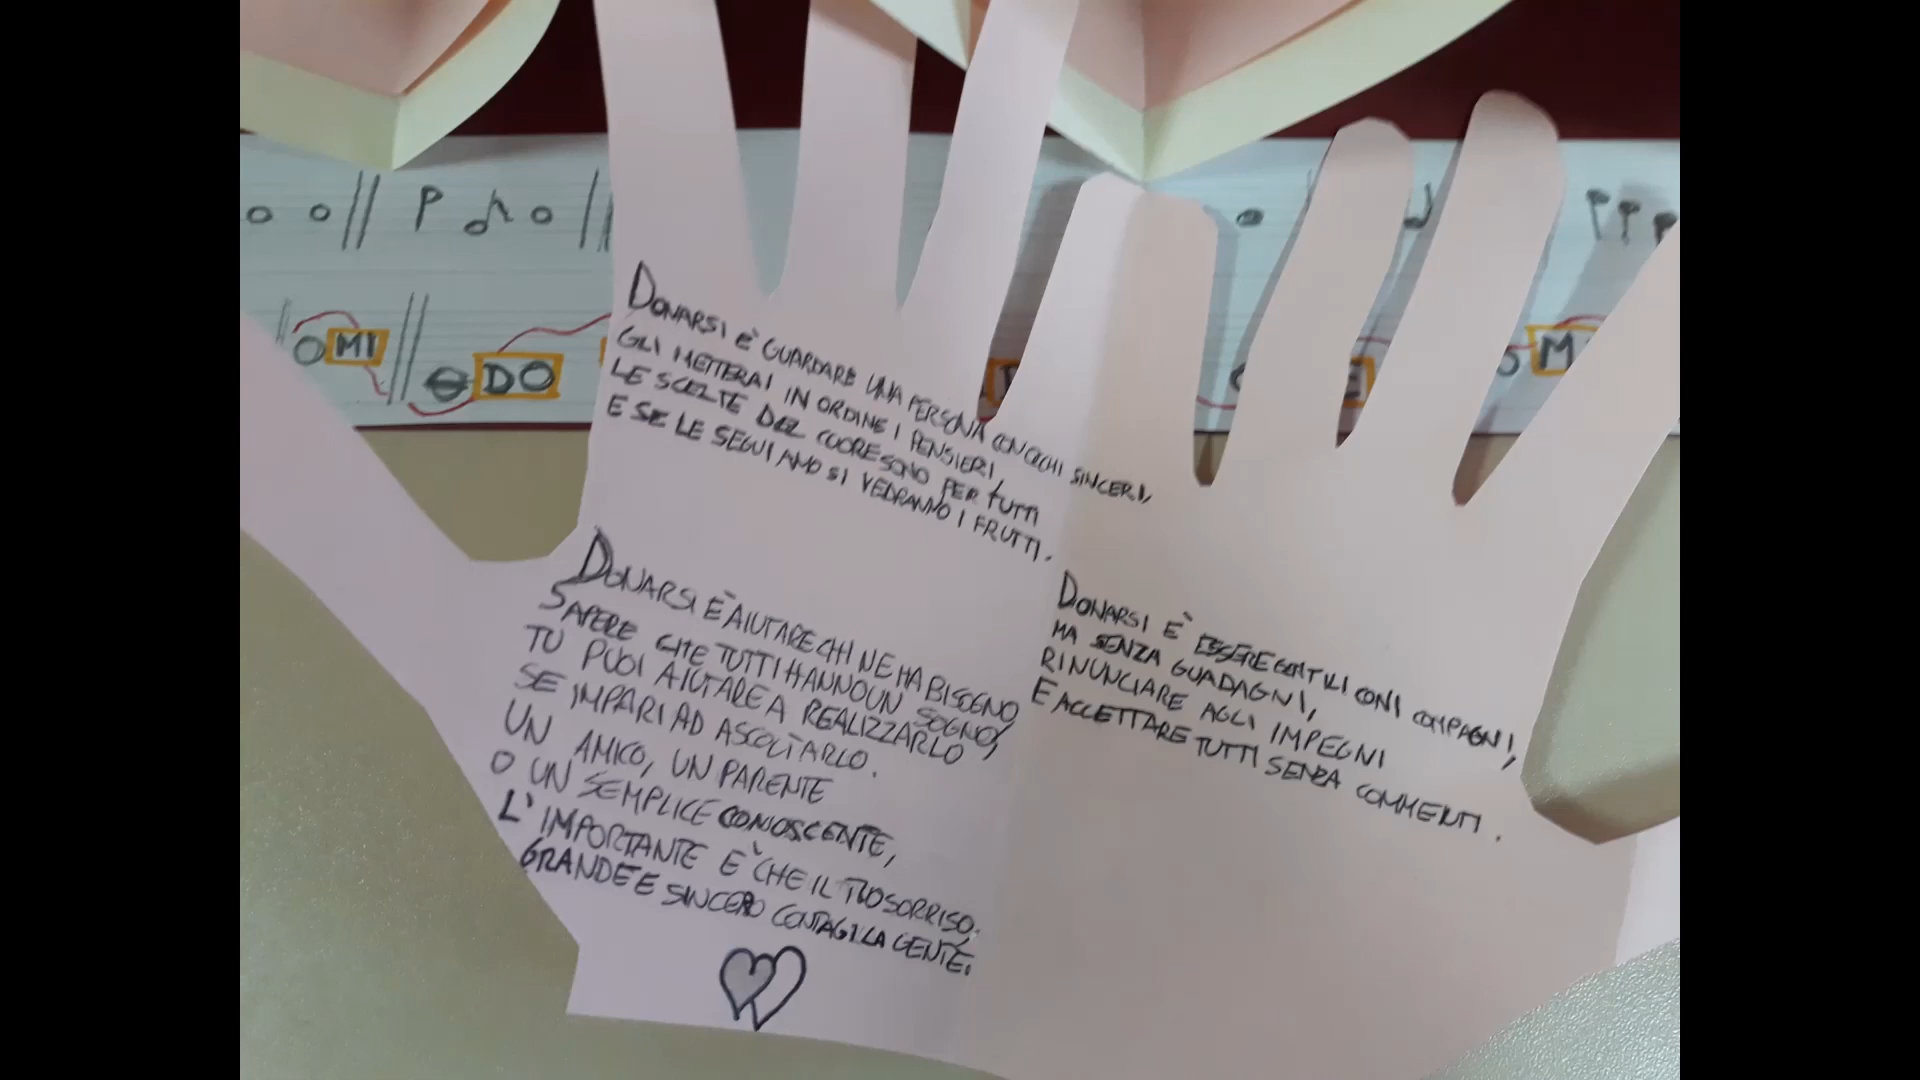 MI
DO
M
DONARSI È GUARDARE UNA PERSONA CON OCHI SINCERI,
GLI METTERAI IN ORDINE I PENSIERI,
LE SCELTE DEL CUORE SONO PER TUTTI
E SE LE SEGUIAMO SI VEDRANNO I FRUTTI.
DONARSI È AIUTARE CHI NE HA BISOGNO,
SAPERE CHE TUTTI HANNO UN SOGNO,
TU PUOI AIUTARE A REALIZZARLO
SE IMPARI AD ASCOLTARLO.
UN AMICO, UN PARENTE
O UN SEMPLICE CONOSCENTE,
L'IMPORTANTE È CHE IL TUO SORRISO,
GRANDE E SINCERO CONTAGI LA GENTE.
DONARSI È ESSERE GENTILI CON I COMPAGNI,
MA SENZA GUADAGNI,
RINUNCIARE AGLI IMPEGNI
E ACCETTARE TUTTI SENZA COMMENTI.